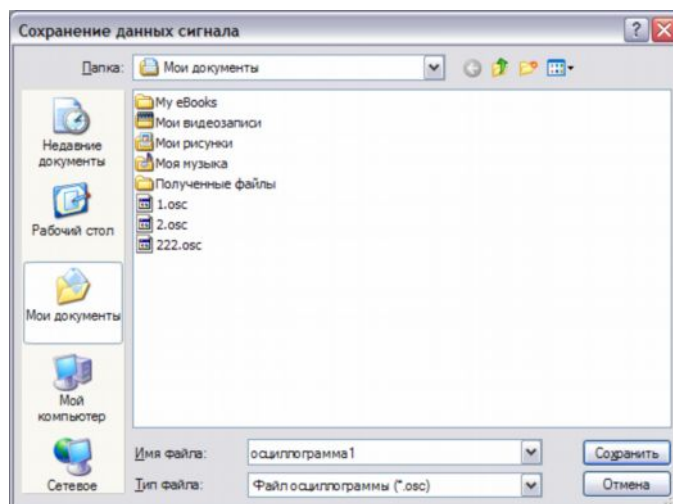 Сохранение данных сигнала
Папка: Мои документы
Недавние документы
Рабочий стол
Мои документы
Мой компьютер
Сетевое
My eBooks
Мои видеозаписи
Мои рисунки
Моя музыка
Полученные файлы
1.osc
2.osc
222.osc
Имя файла: осциллограмма1 Сохранить
Тип файла: Файл осциллограммы (*.osc) Отмена